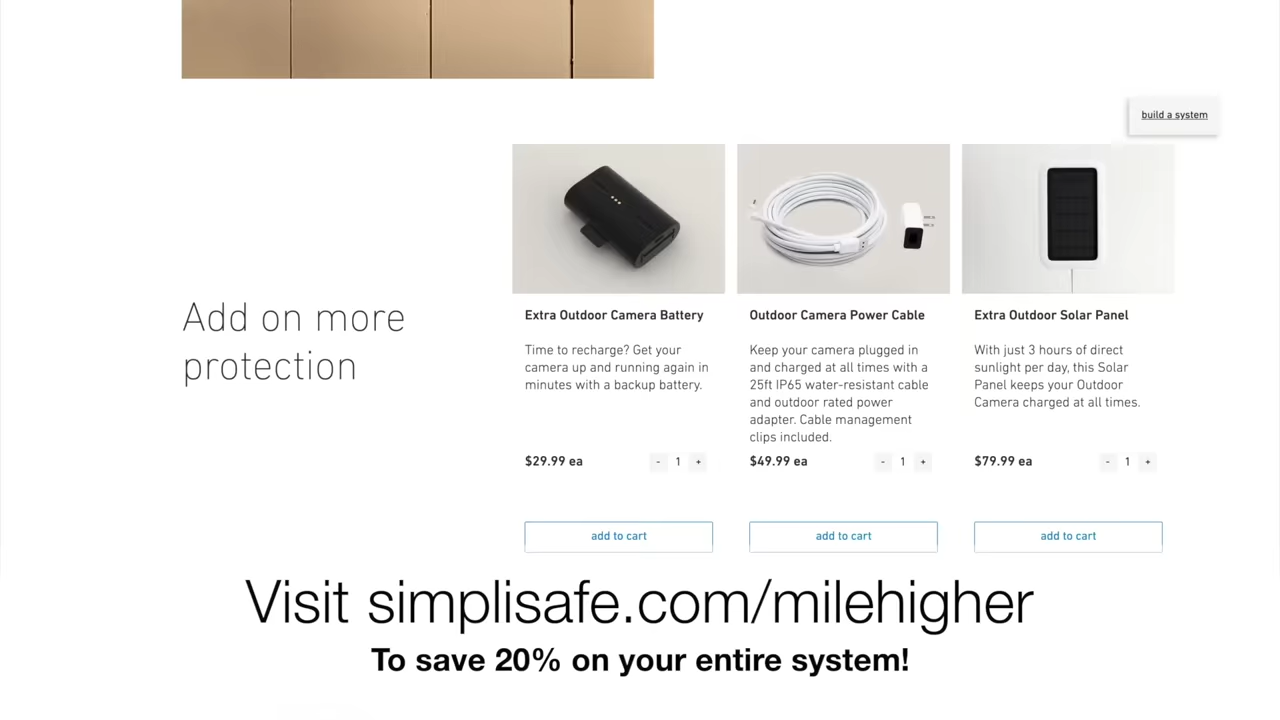 build a system
Add on more
protection
Extra Outdoor Camera Battery
Time to recharge? Get your
camera up and running again in
minutes with a backup battery.
$29.99 ea
- 1 +
add to cart
Outdoor Camera Power Cable
Keep your camera plugged in
and charged at all times with a
25ft IP65 water-resistant cable
and outdoor rated power
adapter. Cable management
clips included.
$49.99 ea
- 1 +
add to cart
Extra Outdoor Solar Panel
With just 3 hours of direct
sunlight per day, this Solar
Panel keeps your Outdoor
Camera charged at all times.
$79.99 ea
- 1 +
add to cart
Visit simplisafe.com/milehigher
To save 20% on your entire system!